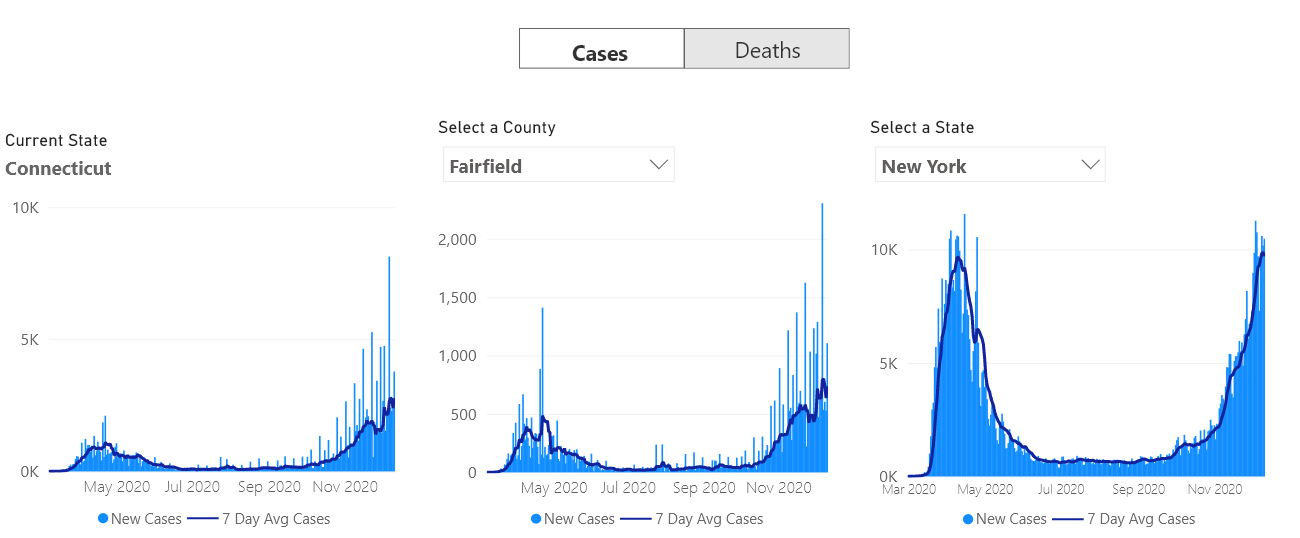 Cases Deaths
Current State
Connecticut
10K
5K
0K
May 2020 Jul 2020 Sep 2020 Nov 2020
New Cases 7 Day Avg Cases
Select a County
Fairfield
2,000
1,500
1,000
500
0
May 2020 Jul 2020 Sep 2020 Nov 2020
New Cases 7 Day Avg Cases
Select a State
New York
10K
5K
0K
Mar 2020 May 2020 Jul 2020 Sep 2020 Nov 2020
New Cases 7 Day Avg Cases